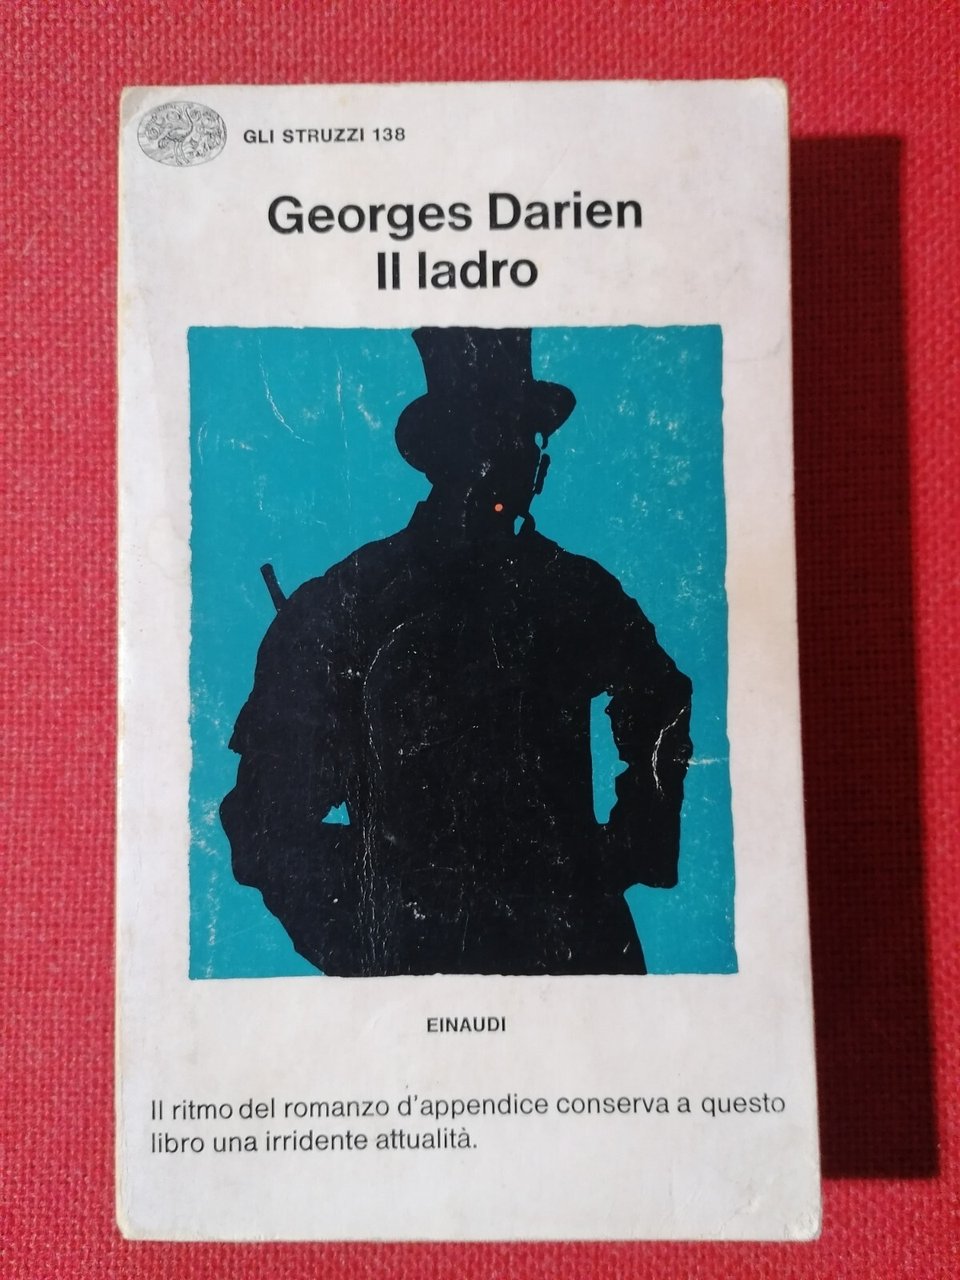 GLI STRUZZI 138
Georges Darien
Il ladro
EINAUDI
Il ritmo del romanzo d'appendice conserva a questo
libro una irridente attualità.